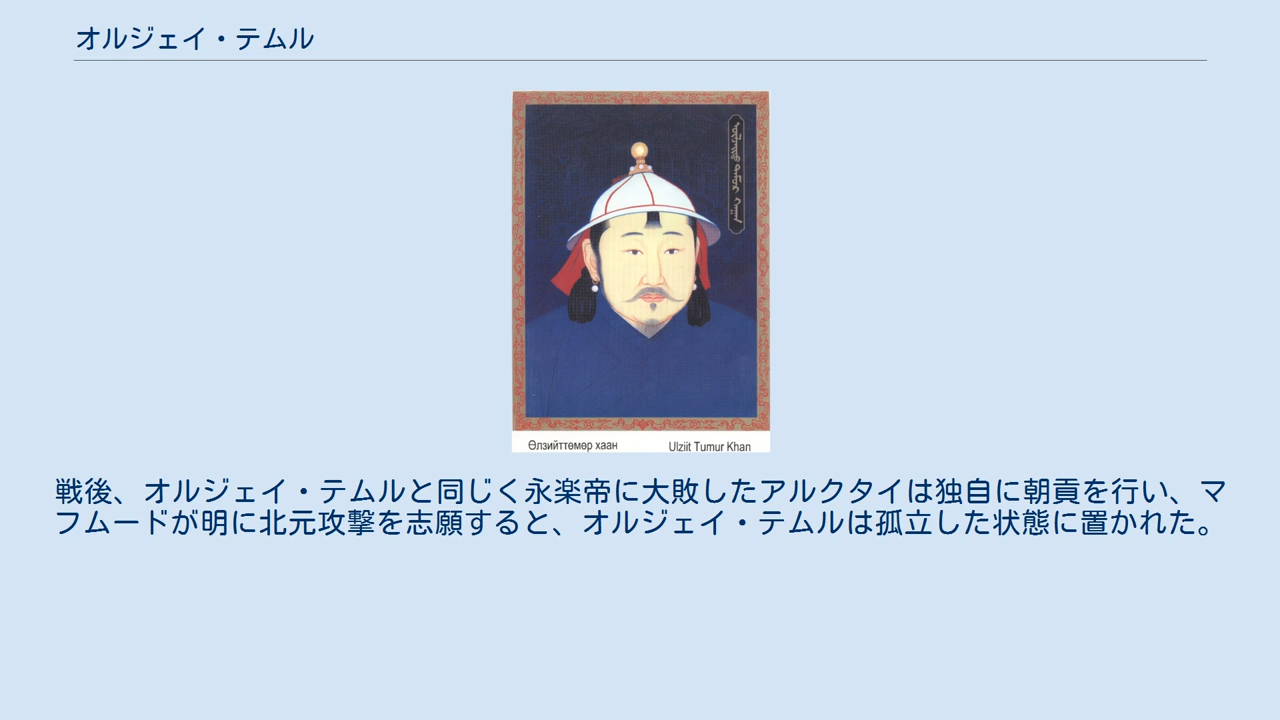 オルジェイ・テムル
Өлзийттөмөр хаан
Ulziit Tumur Khan
戦後、オルジェイ・テムルと同じく永楽帝に大敗したアルクタイは独自に朝貢を行い、マ
フムードが明に北元攻撃を志願すると、オルジェイ・テムルは孤立した状態に置かれた。